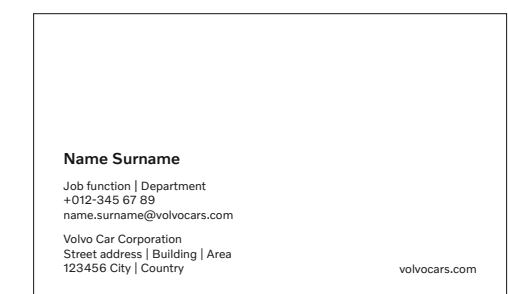 Name Surname
Job function | Department
+012-345 67 89
name.surname@volvocars.com
Volvo Car Corporation
Street address | Building | Area
123456 City | Country
volvocars.com